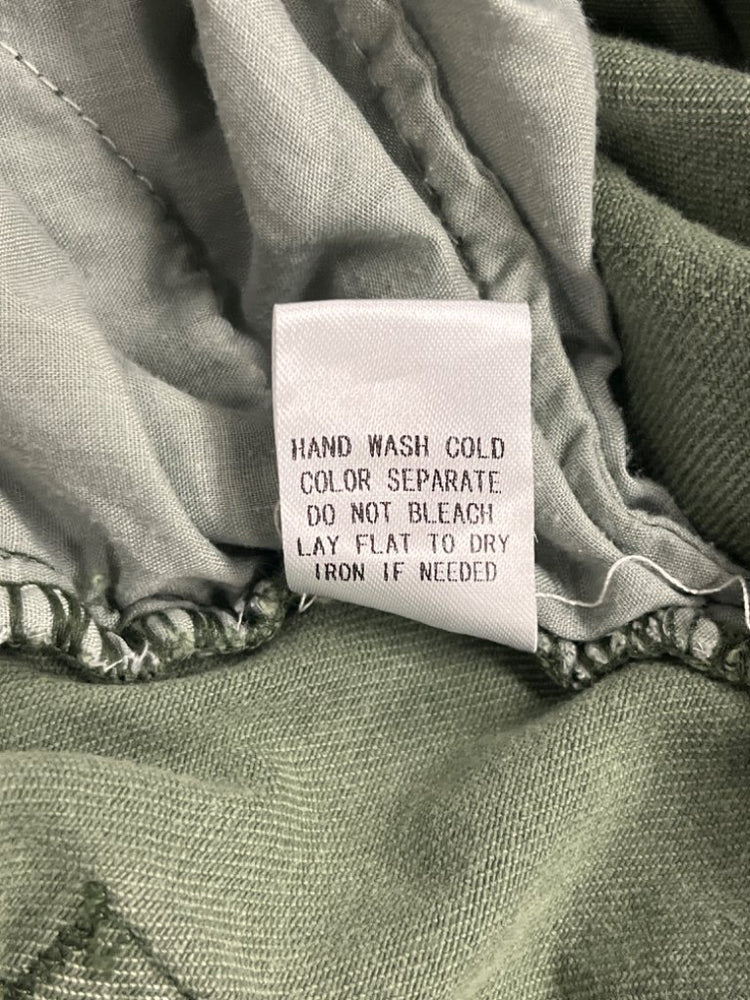 HAND WASH COLD
COLOR SEPARATE
DO NOT BLEACH
LAY FLAT TO DRY
IRON IF NEEDED